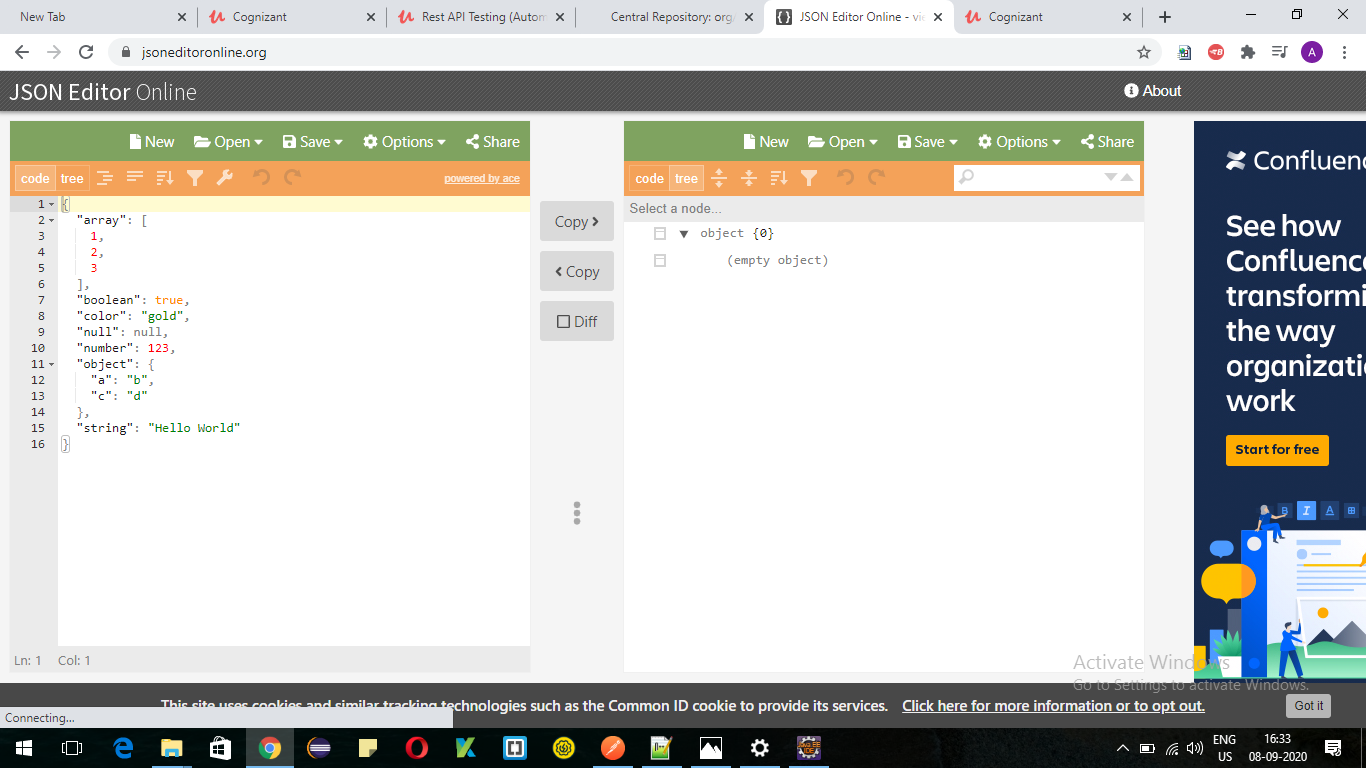 New Tab
Cognizant
Rest API Testing (Autom
Central Repository: org/
JSON Editor Online - vie
Cognizant
jsoneditoronline.org
A
JSON Editor Online
About
New Open Save Options Share
code tree
powered by ace
1 {
2 "array": [
3 1,
4 2,
5 3
6 ],
7 "boolean": true,
8 "color": "gold",
9 "null": null,
10 "number": 123,
11 "object": {
12 "a": "b",
13 "c": "d"
14 },
15 "string": "Hello World"
16 }
Ln: 1 Col: 1
Copy
Copy
Diff
New Open Save Options Share
code tree
Select a node...
object {0}
(empty object)
Confluenc
See how
Confluence
transformi
the way
organizati
work
Start for free
B I A
Activate Windows
Go to Settings to activate Windows.
This site uses cookies and similar tracking technologies such as the Common ID cookie to provide its services. Click here for more information or to opt out.
Got it
Connecting...
ENG
US
16:33
08-09-2020